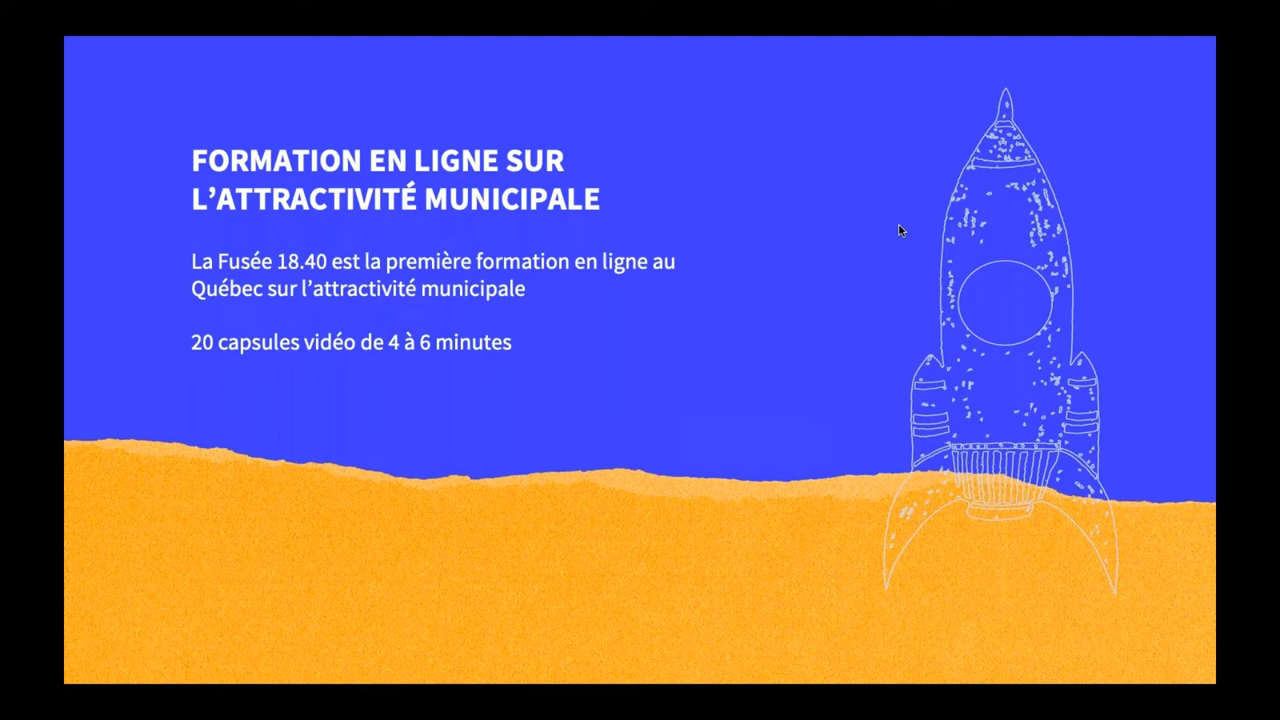 FORMATION EN LIGNE SUR
L’ATTRACTIVITÉ MUNICIPALE
La Fusée 18.40 est la première formation en ligne au
Québec sur l’attractivité municipale
20 capsules vidéo de 4 à 6 minutes